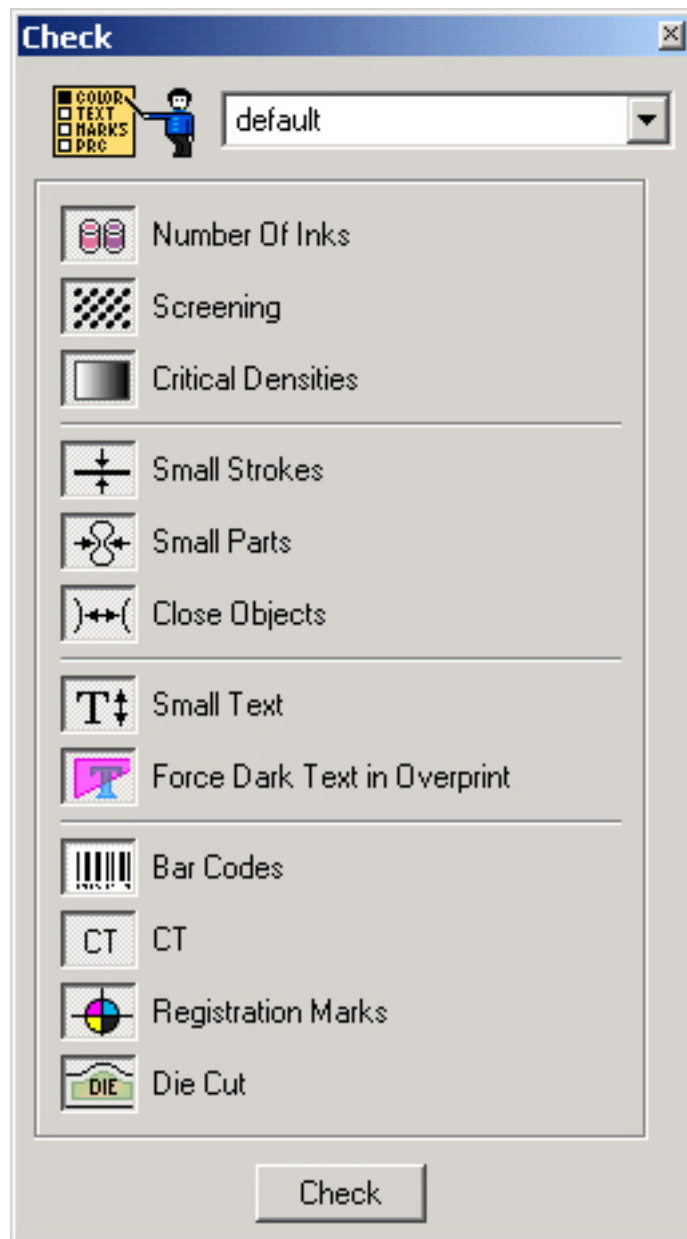 Check
COLOR
TEXT
MARKS
PRC
default
Number Of Inks
Screening
Critical Densities
Small Strokes
Small Parts
Close Objects
T
Small Text
T
Force Dark Text in Overprint
Bar Codes
CT CT
Registration Marks
DIE Die Cut
Check